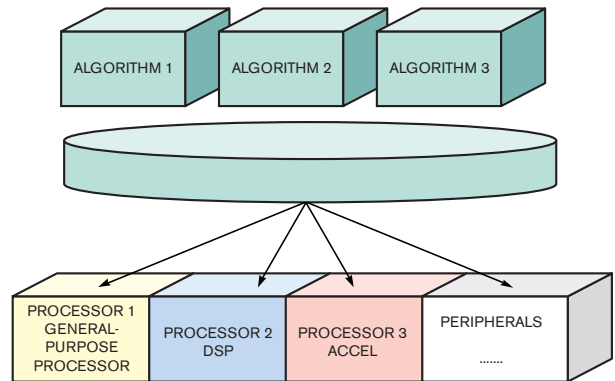 ALGORITHM 1
ALGORITHM 2
ALGORITHM 3
PROCESSOR 1
GENERAL-
PURPOSE
PROCESSOR
PROCESSOR 2
DSP
PROCESSOR 3
ACCEL
PERIPHERALS
.......